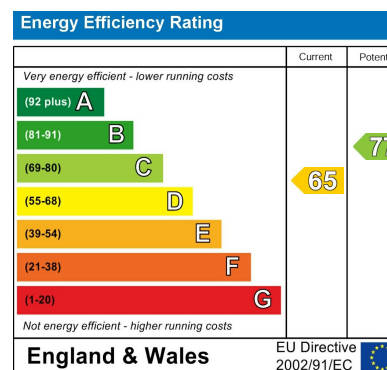 Energy Efficiency Rating
Current
Very energy efficient - lower running costs
(92 plus) A
(81-91) B
(69-80) C
(55-68) D
(39-54) E
(21-38) F
(1-20) G
65
Not energy efficient - higher running costs
England & Wales
EU Directive
2002/91/EC